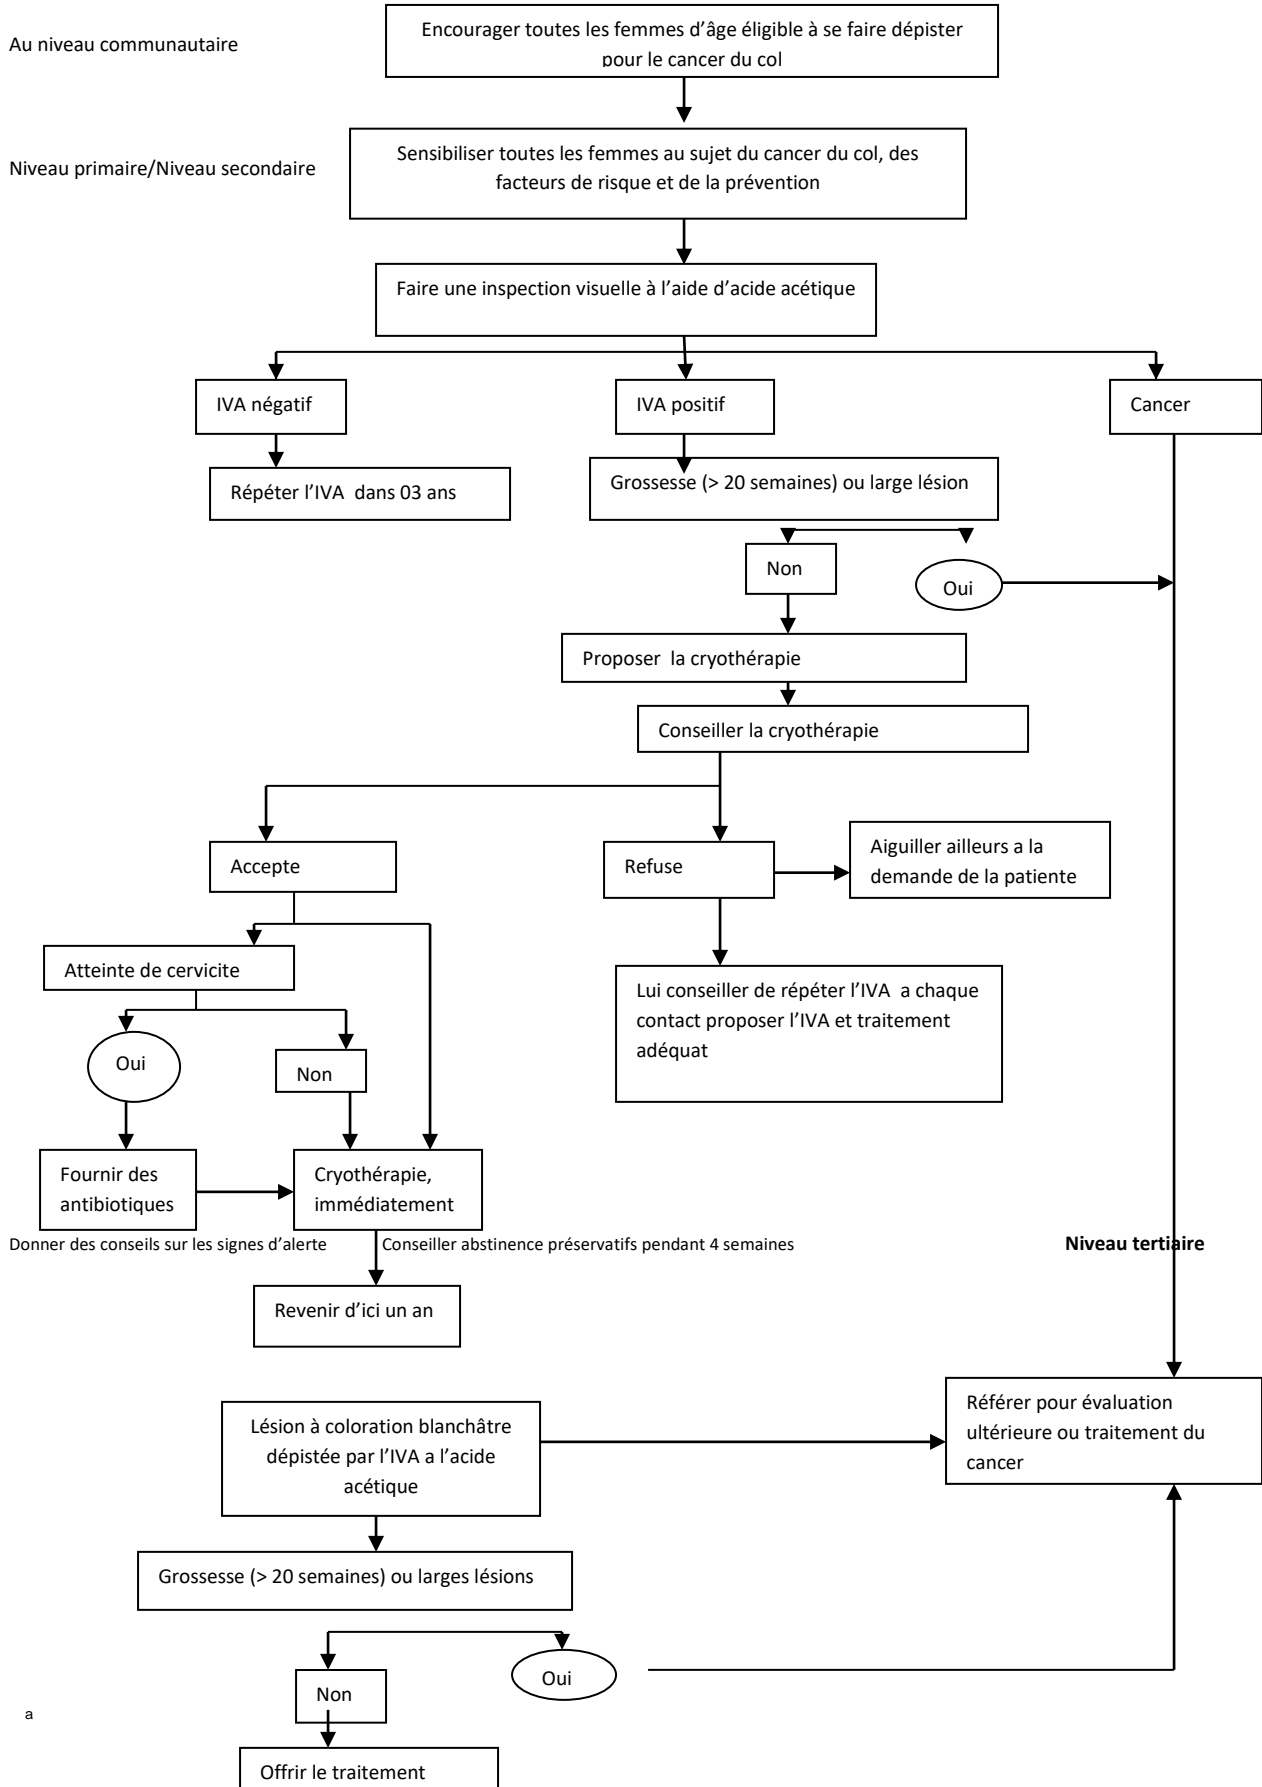 Au niveau communautaire
Encourager toutes les femmes d'âge éligible à se faire dépister
pour le cancer du col
Niveau primaire/Niveau secondaire
Sensibiliser toutes les femmes au sujet du cancer du col, des
facteurs de risque et de la prévention
Faire une inspection visuelle à l'aide d'acide acétique
IVA négatif
IVA positif
Cancer
Répéter l'IVA dans 03 ans
Grossesse (> 20 semaines) ou large lésion
Non
Oui
Proposer la cryothérapie
Conseiller la cryothérapie
Accepte
Refuse
Aiguiller ailleurs a la
demande de la patiente
Atteinte de cervicite
Lui conseiller de répéter l'IVA a chaque
contact proposer l'IVA et traitement
adéquat
Oui
Non
Fournir des
antibiotiques
Cryothérapie,
immédiatement
Donner des conseils sur les signes d'alerte
Conseiller abstinence préservatifs pendant 4 semaines
Niveau tertiaire
Revenir d'ici un an
Lésion à coloration blanchâtre
dépistée par l'IVA a l'acide
acétique
Référer pour évaluation
ultérieure ou traitement du
cancer
Grossesse (> 20 semaines) ou larges lésions
Non
Oui
a
Offrir le traitement